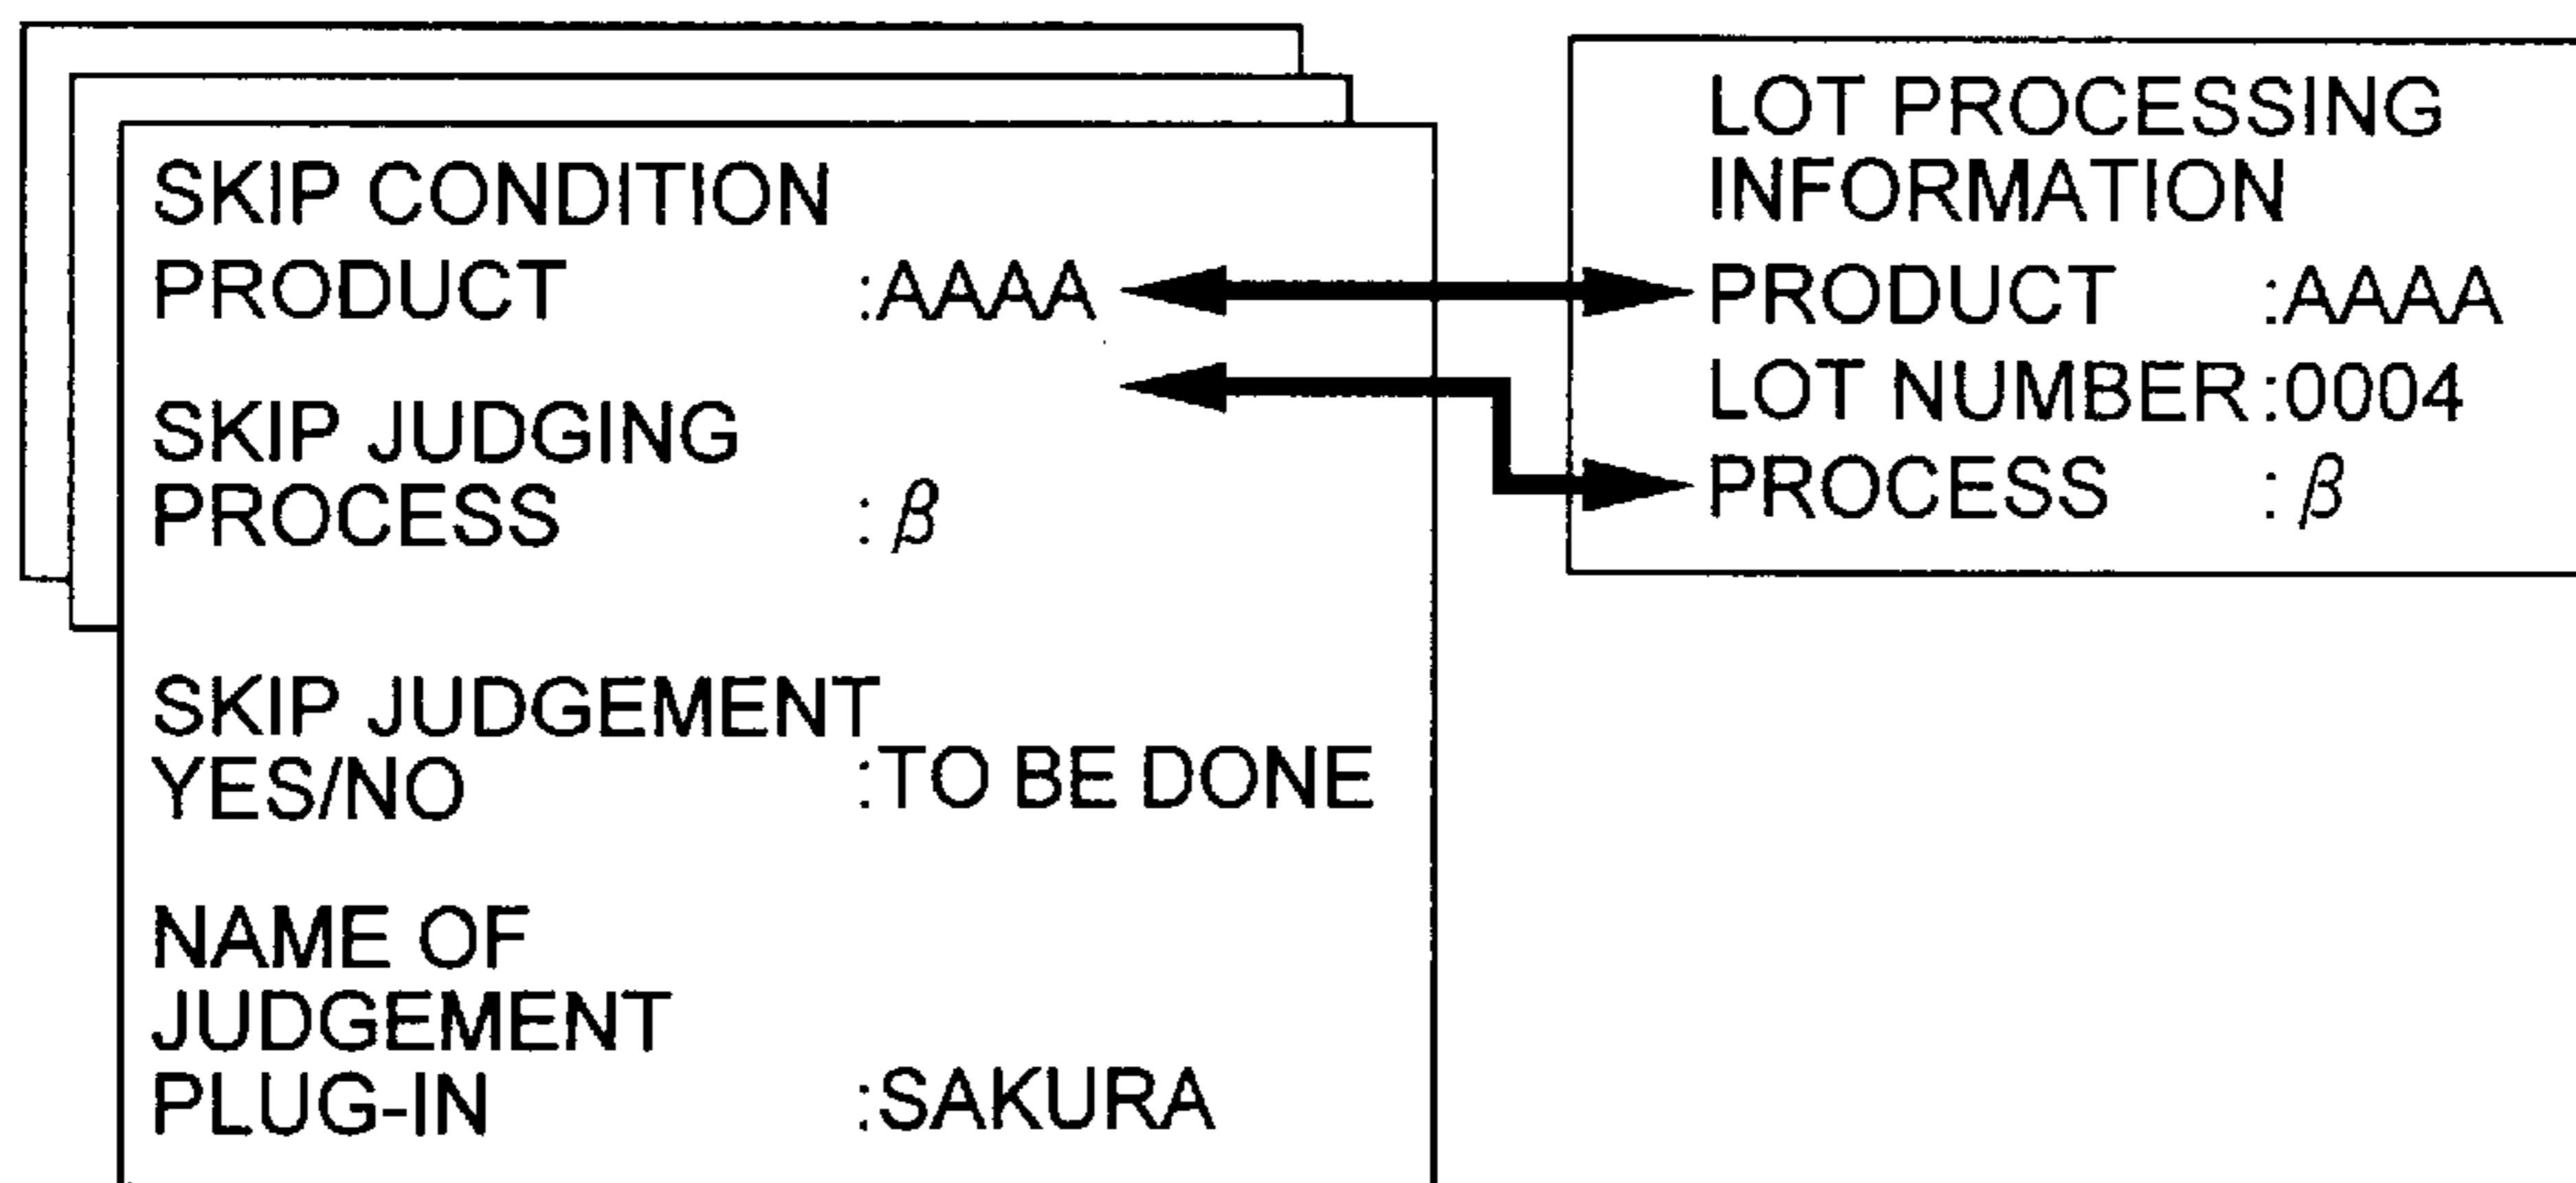 SKIP CONDITION
PRODUCT :AAAA
SKIP JUDGING
PROCESS :β
SKIP JUDGEMENT
YES/NO :TO BE DONE
NAME OF
JUDGEMENT
PLUG-IN :SAKURA
LOT PROCESSING
INFORMATION
PRODUCT :AAAA
LOT NUMBER:0004
PROCESS :β